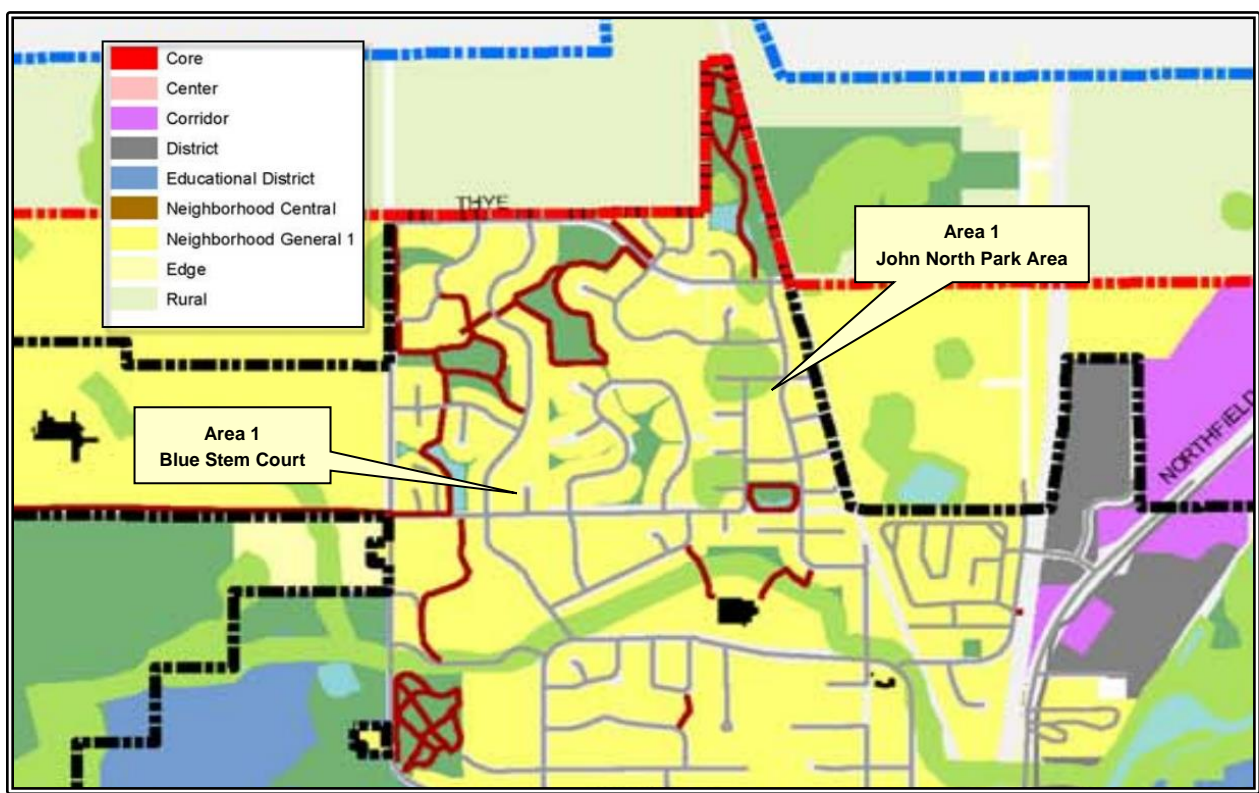 Core
Center
Corridor
District
Educational District
Neighborhood Central
Neighborhood General 1
Edge
Rural
THYE
Area 1
John North Park Area
Area 1
Blue Stem Court
NORTHFIELD